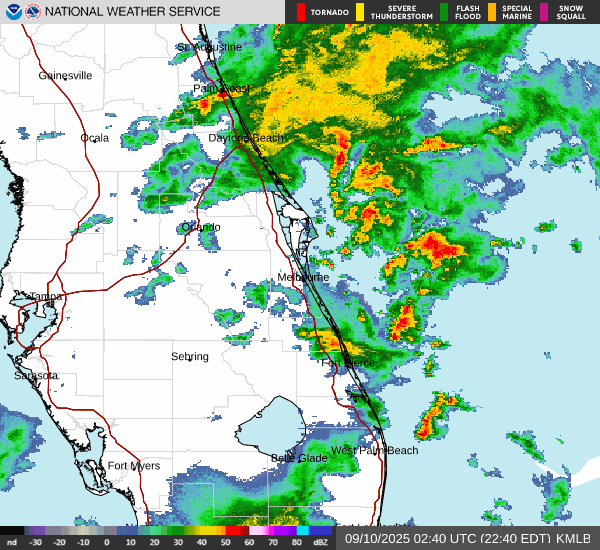 NATIONAL WEATHER SERVICE
TORNADO
SEVERE THUNDERSTORM
FLASH FLOOD
SPECIAL MARINE
SNOW SQUALL
St. Augustine
Gainesville
Palm Coast
Ocala
Daytona Beach
Orlando
Melbourne
Tampa
Sebring
Fort Pierce
Sarasota
West Palm Beach
Belle Glade
Fort Myers
nd -30 -20 -10 0 10 20 30 40 50 60 70 80 dBZ
09/10/2025 02:40 UTC (22:40 EDT) KMLB